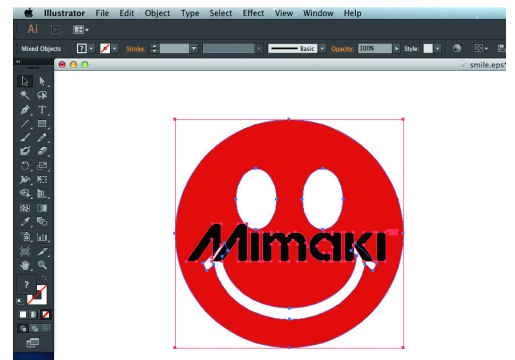 Illustrator File Edit Object Type Select Effect View Window Help
Ai
Mixed Objects ? Stroke: Basic Opacity: 100% Style:
smile.eps*
Mimaki
?